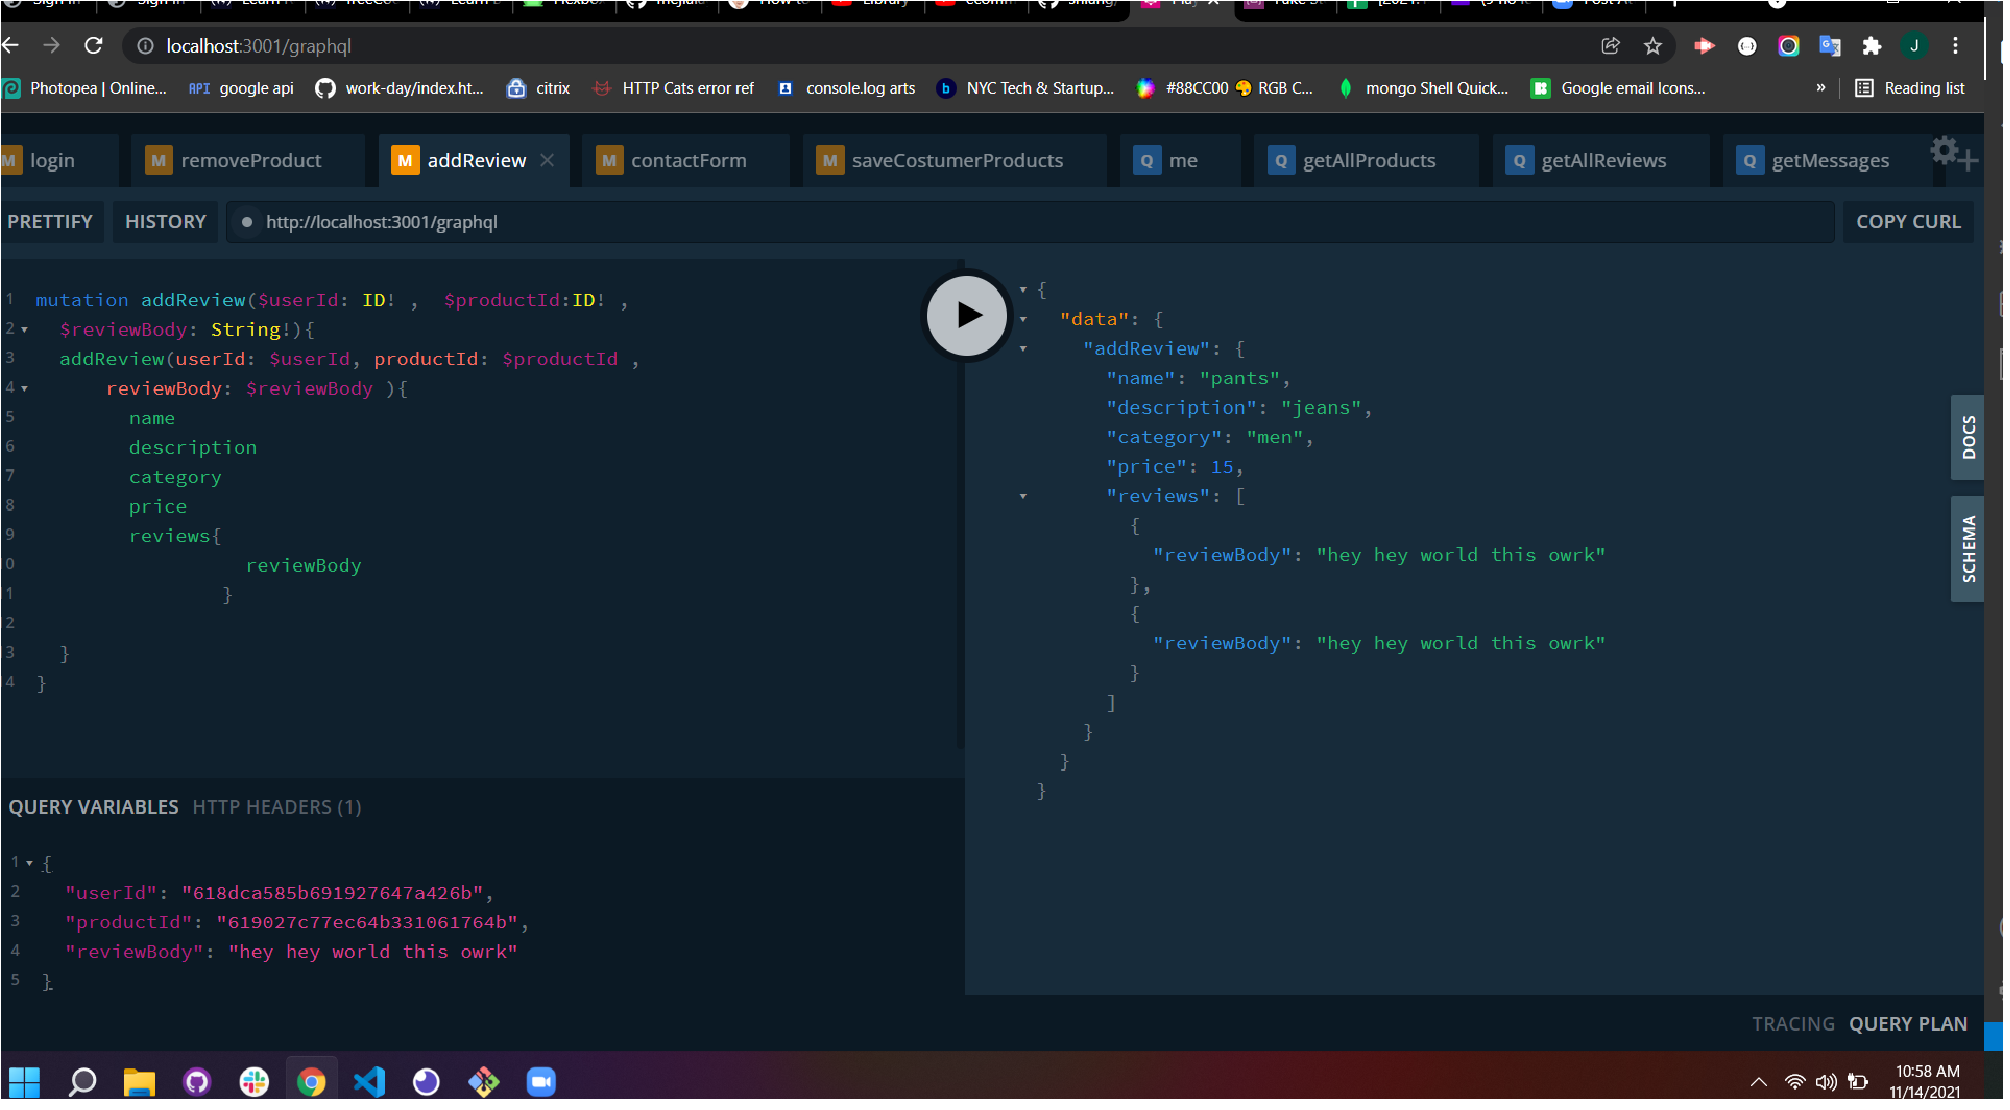 localhost:3001/graphql
Photopea | Online... API google api work-day/index.ht... citrix HTTP Cats error ref console.log arts b NYC Tech & Startup... #88CC00 RGB C... mongo Shell Quick... Google email Icons... » Reading list
M login M removeProduct M addReview × M contactForm M saveCostumerProducts Q me Q getAllProducts Q getAllReviews Q getMessages +
PRETTIFY HISTORY http://localhost:3001/graphql COPY CURL
1 mutation addReview($userId: ID! , $productId:ID! ,
2 $reviewBody: String!){
3 addReview(userId: $userId, productId: $productId ,
4 reviewBody: $reviewBody ){
5 name
6 description
7 category
8 price
9 reviews{
0 reviewBody
1 }
2
3 }
4 }
{
"data": {
"addReview": {
"name": "pants",
"description": "jeans",
"category": "men",
"price": 15,
"reviews": [
{
"reviewBody": "hey hey world this owrk"
},
{
"reviewBody": "hey hey world this owrk"
}
]
}
}
}
DOCS
SCHEMA
QUERY VARIABLES HTTP HEADERS (1)
1 {
2 "userId": "618dca585b691927647a426b",
3 "productId": "619027c77ec64b331061764b",
4 "reviewBody": "hey hey world this owrk"
5 }
TRACING QUERY PLAN
10:58 AM
11/14/2021